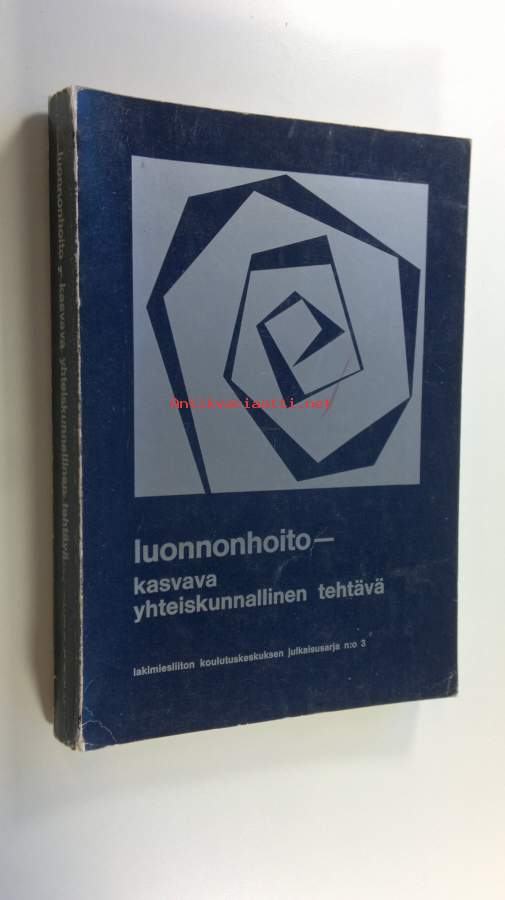 luonnonhoito – kasvava yhteiskunnallinen tehtävä
Antikvariaatti.net
luonnonhoito—
kasvava
yhteiskunnallinen tehtävä
lakimiesliiton koulutuskeskuksen julkaisusarja n:o 3